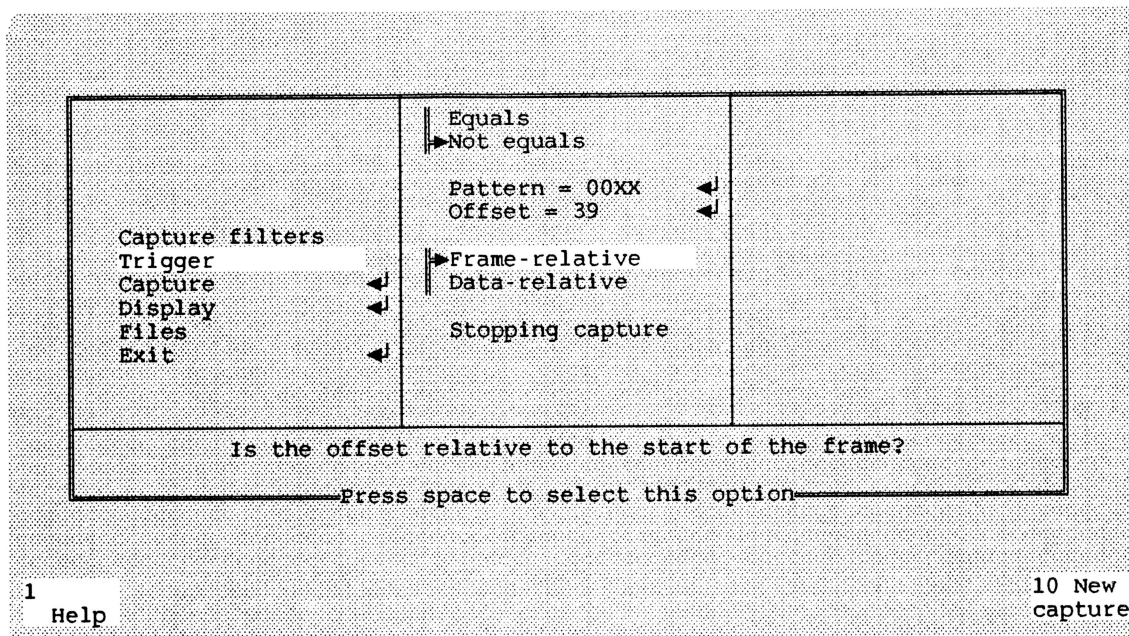 Equals
Not equals
Pattern = 00XX
Offset = 39
Capture filters
Trigger
Capture
Display
Files
Exit
Frame-relative
Data-relative
Stopping capture
Is the offset relative to the start of the frame?
Press space to select this option
1
Help
10 New
capture